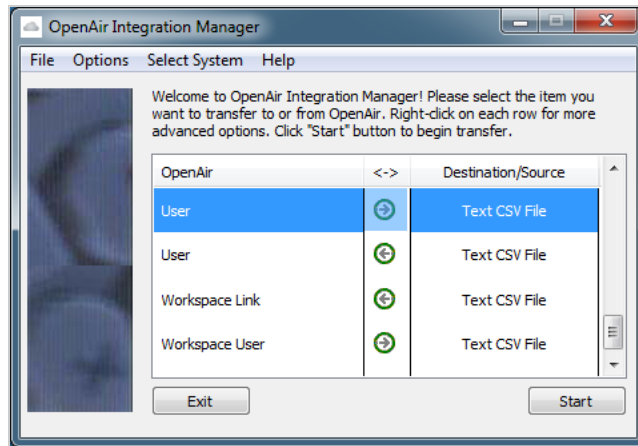 OpenAir Integration Manager
File Options Select System Help
Welcome to OpenAir Integration Manager! Please select the item you
want to transfer to or from OpenAir. Right-click on each row for more
advanced options. Click "Start" button to begin transfer.
OpenAir <-> Destination/Source
User Text CSV File
User Text CSV File
Workspace Link Text CSV File
Workspace User Text CSV File
Exit Start